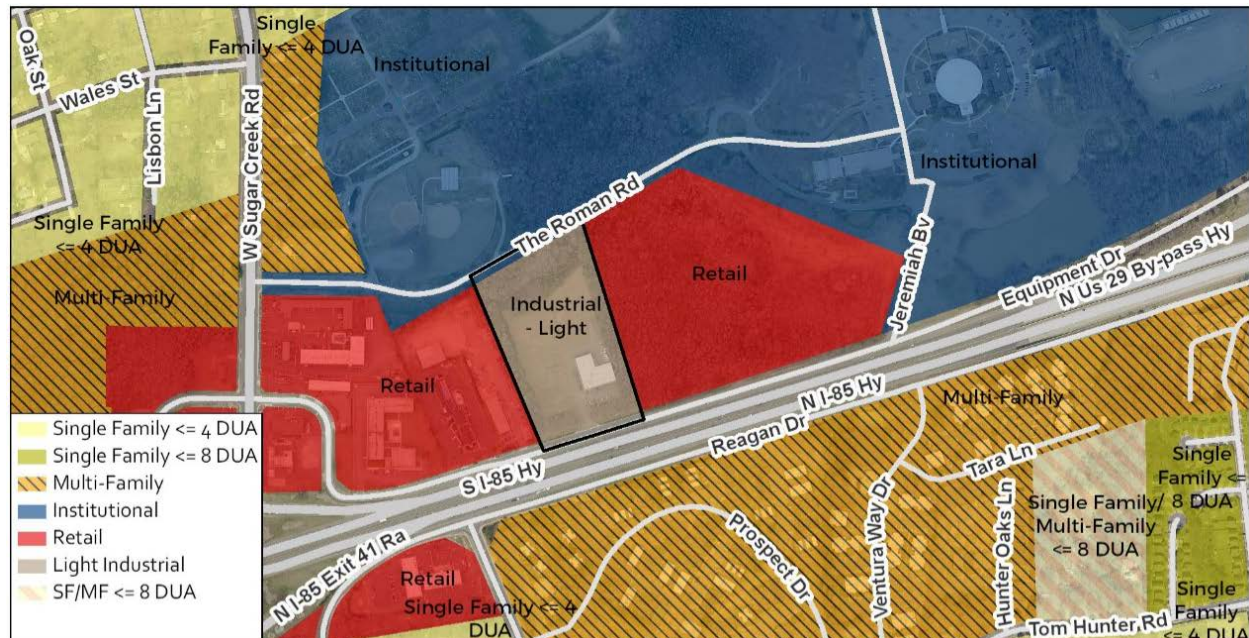 Single
Family <= 4 DUA
Oak St
Wales St
Lisbon Ln
W Sugar Creek Rd
Institutional
Institutional
The Roman Rd
Single Family
<= 4 DUA
Multi-Family
Industrial
- Light
Retail
Jeremiah Bv
Equipment Dr
N Us 29 By-pass Hy
Retail
N I-85 Hy
Reagan Dr
S I-85 Hy
Multi-Family
Tara Ln
Ventura Way Dr
Hunter Oaks Ln
Prospect Dr
Single Family/
Multi-Family
<= 8 DUA
Single
Family <=
8 DUA
N I-85 Exit 41 Ra
Retail
Single Family <= 4
DUA
Tom Hunter Rd
Single
Family
<= 4 DUA
Single Family <= 4 DUA
Single Family <= 8 DUA
Multi-Family
Institutional
Retail
Light Industrial
SF/MF <= 8 DUA